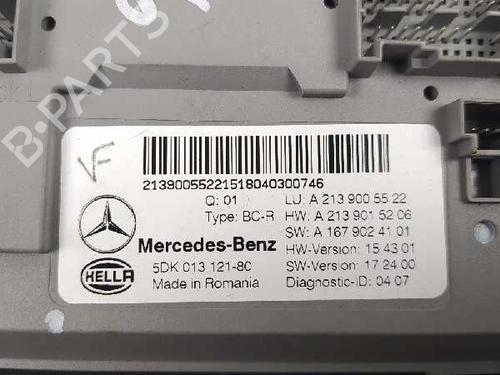 B-PARTS
VF
21390055221518040300746
Q: 01 LU: A 213 900 55 22
Type: BC-R HW: A 213 901 52 06
SW: A 167 902 41 01
Mercedes-Benz HW-Version: 15 43 01
HELLA 5DK 013 121-80 SW-Version: 17 24 00
Made in Romania Diagnostic-ID: 04 07